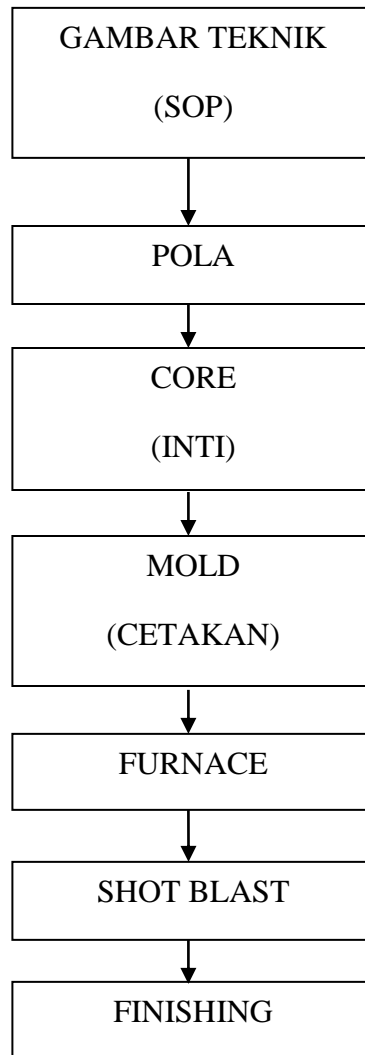 GAMBAR TEKNIK
(SOP)
POLA
CORE
(INTI)
MOLD
(CETAKAN)
FURNACE
SHOT BLAST
FINISHING